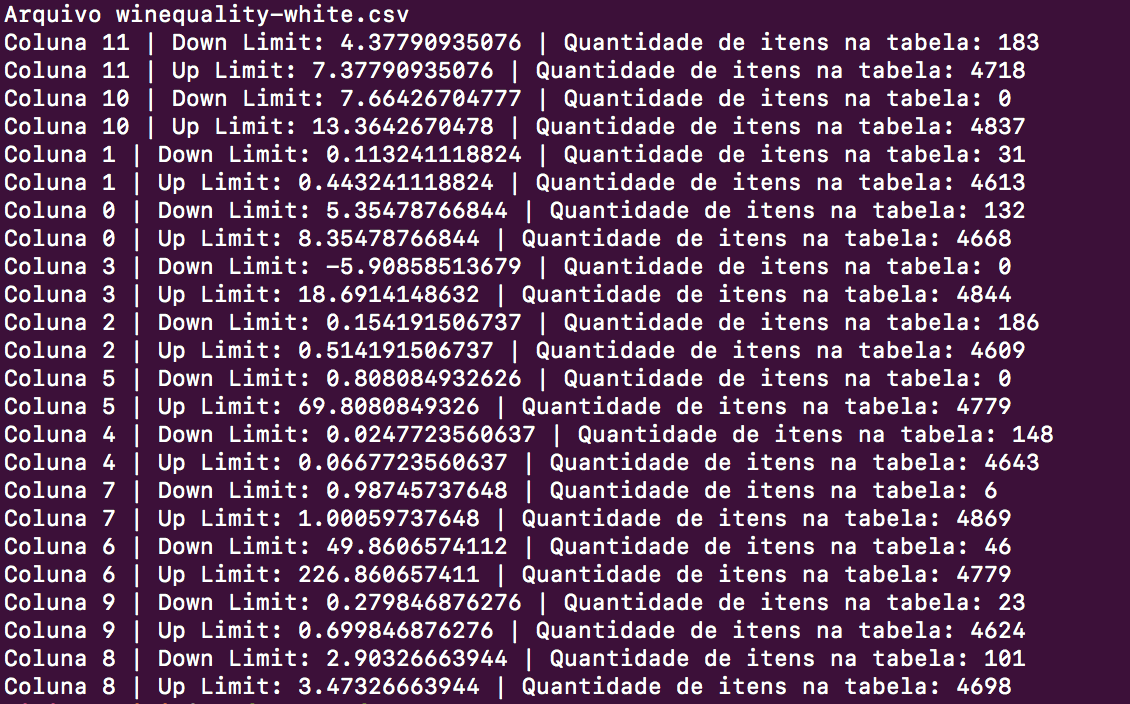 Arquivo winequality-white.csv
Coluna 11 | Down Limit: 4.37790935076 | Quantidade de itens na tabela: 183
Coluna 11 | Up Limit: 7.37790935076 | Quantidade de itens na tabela: 4718
Coluna 10 | Down Limit: 7.66426704777 | Quantidade de itens na tabela: 0
Coluna 10 | Up Limit: 13.3642670478 | Quantidade de itens na tabela: 4837
Coluna 1 | Down Limit: 0.113241118824 | Quantidade de itens na tabela: 31
Coluna 1 | Up Limit: 0.443241118824 | Quantidade de itens na tabela: 4613
Coluna 0 | Down Limit: 5.35478766844 | Quantidade de itens na tabela: 132
Coluna 0 | Up Limit: 8.35478766844 | Quantidade de itens na tabela: 4668
Coluna 3 | Down Limit: -5.90858513679 | Quantidade de itens na tabela: 0
Coluna 3 | Up Limit: 18.6914148632 | Quantidade de itens na tabela: 4844
Coluna 2 | Down Limit: 0.154191506737 | Quantidade de itens na tabela: 186
Coluna 2 | Up Limit: 0.514191506737 | Quantidade de itens na tabela: 4609
Coluna 5 | Down Limit: 0.808084932626 | Quantidade de itens na tabela: 0
Coluna 5 | Up Limit: 69.8080849326 | Quantidade de itens na tabela: 4779
Coluna 4 | Down Limit: 0.0247723560637 | Quantidade de itens na tabela: 148
Coluna 4 | Up Limit: 0.0667723560637 | Quantidade de itens na tabela: 4643
Coluna 7 | Down Limit: 0.98745737648 | Quantidade de itens na tabela: 6
Coluna 7 | Up Limit: 1.00059737648 | Quantidade de itens na tabela: 4869
Coluna 6 | Down Limit: 49.8606574112 | Quantidade de itens na tabela: 46
Coluna 6 | Up Limit: 226.860657411 | Quantidade de itens na tabela: 4779
Coluna 9 | Down Limit: 0.279846876276 | Quantidade de itens na tabela: 23
Coluna 9 | Up Limit: 0.699846876276 | Quantidade de itens na tabela: 4624
Coluna 8 | Down Limit: 2.90326663944 | Quantidade de itens na tabela: 101
Coluna 8 | Up Limit: 3.47326663944 | Quantidade de itens na tabela: 4698